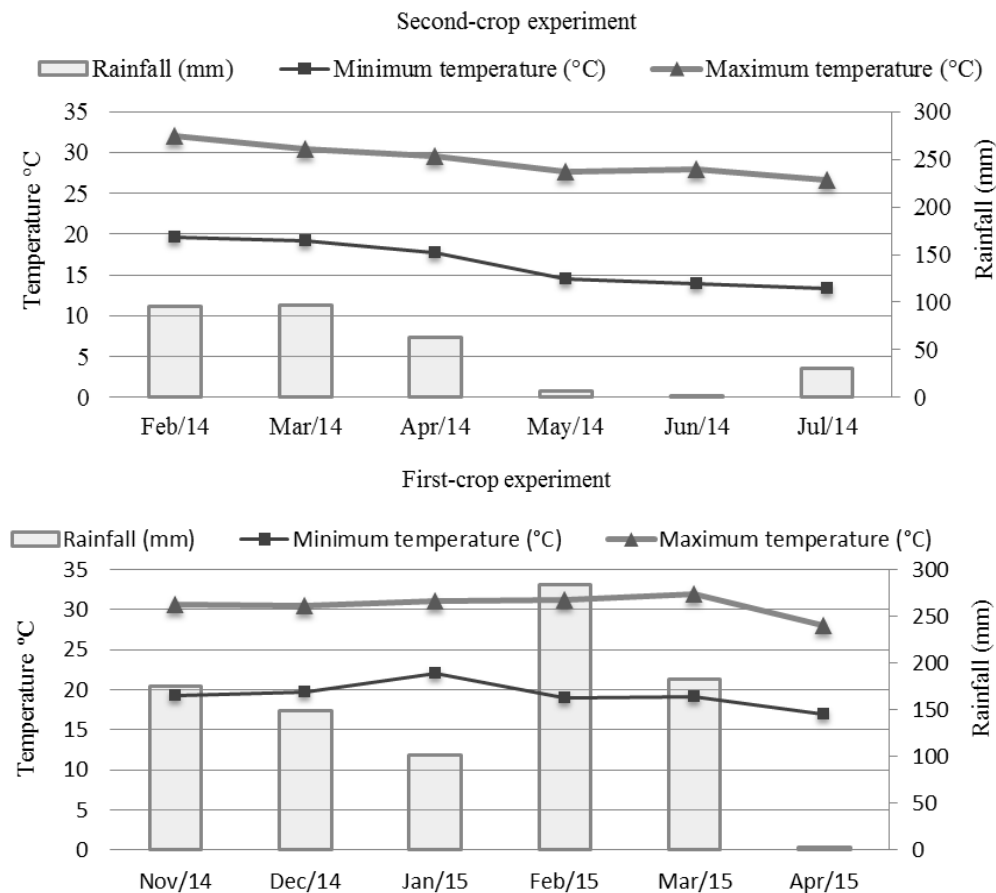 Second-crop experiment
Rainfall (mm) Minimum temperature (°C) Maximum temperature (°C)
35 300
30 250
25 200
20 150
15 100
10 50
5 0
0
Temperature °C
Rainfall (mm)
Feb/14 Mar/14 Apr/14 May/14 Jun/14 Jul/14
First-crop experiment
Rainfall (mm) Minimum temperature (°C) Maximum temperature (°C)
35 300
30 250
25 200
20 150
15 100
10 50
5 0
0
Temperature ºC
Rainfall (mm)
Nov/14 Dec/14 Jan/15 Feb/15 Mar/15 Apr/15